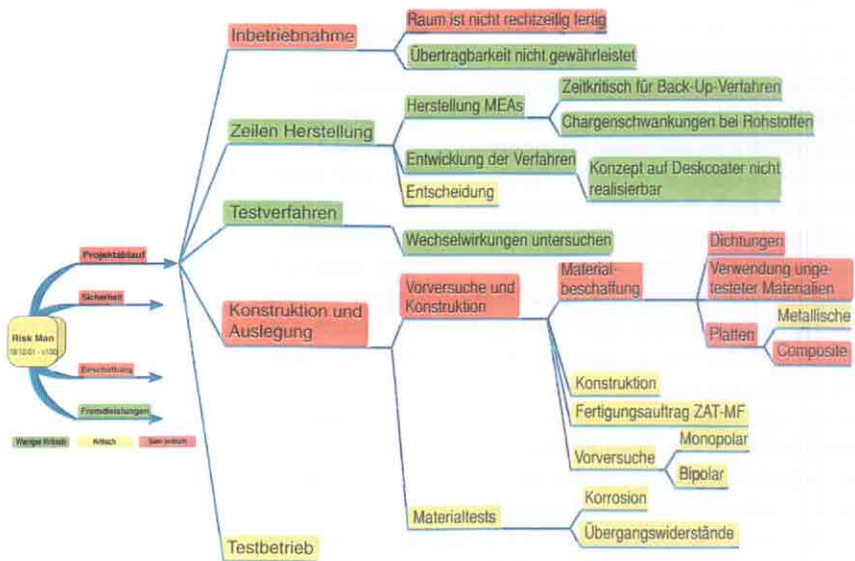 Inbetriebnahme
Raum ist nicht rechtzeitig fertig
Übertragbarkeit nicht gewährleistet
Zeilen Herstellung
Herstellung MEAs
Zeitkritisch für Back-Up-Verfahren
Chargenschwankungen bei Rohstoffen
Entwicklung der Verfahren
Konzept auf Deskcoater nicht
realisierbar
Entscheidung
Testverfahren
Wechselwirkungen untersuchen
Konstruktion und
Auslegung
Vorversuche und
Konstruktion
Material-
beschaffung
Dichtungen
Verwendung unge-
testeter Materialien
Platten
Metallische
Composite
Konstruktion
Fertigungsauftrag ZAT-MF
Vorversuche
Monopolar
Bipolar
Materialtests
Korrosion
Übergangswiderstände
Testbetrieb
Projektablauf
Sicherheit
Risk Man
Beschaffung
Fremdleistungen
Weniger Kritisch
Kritisch
Sehr kritisch